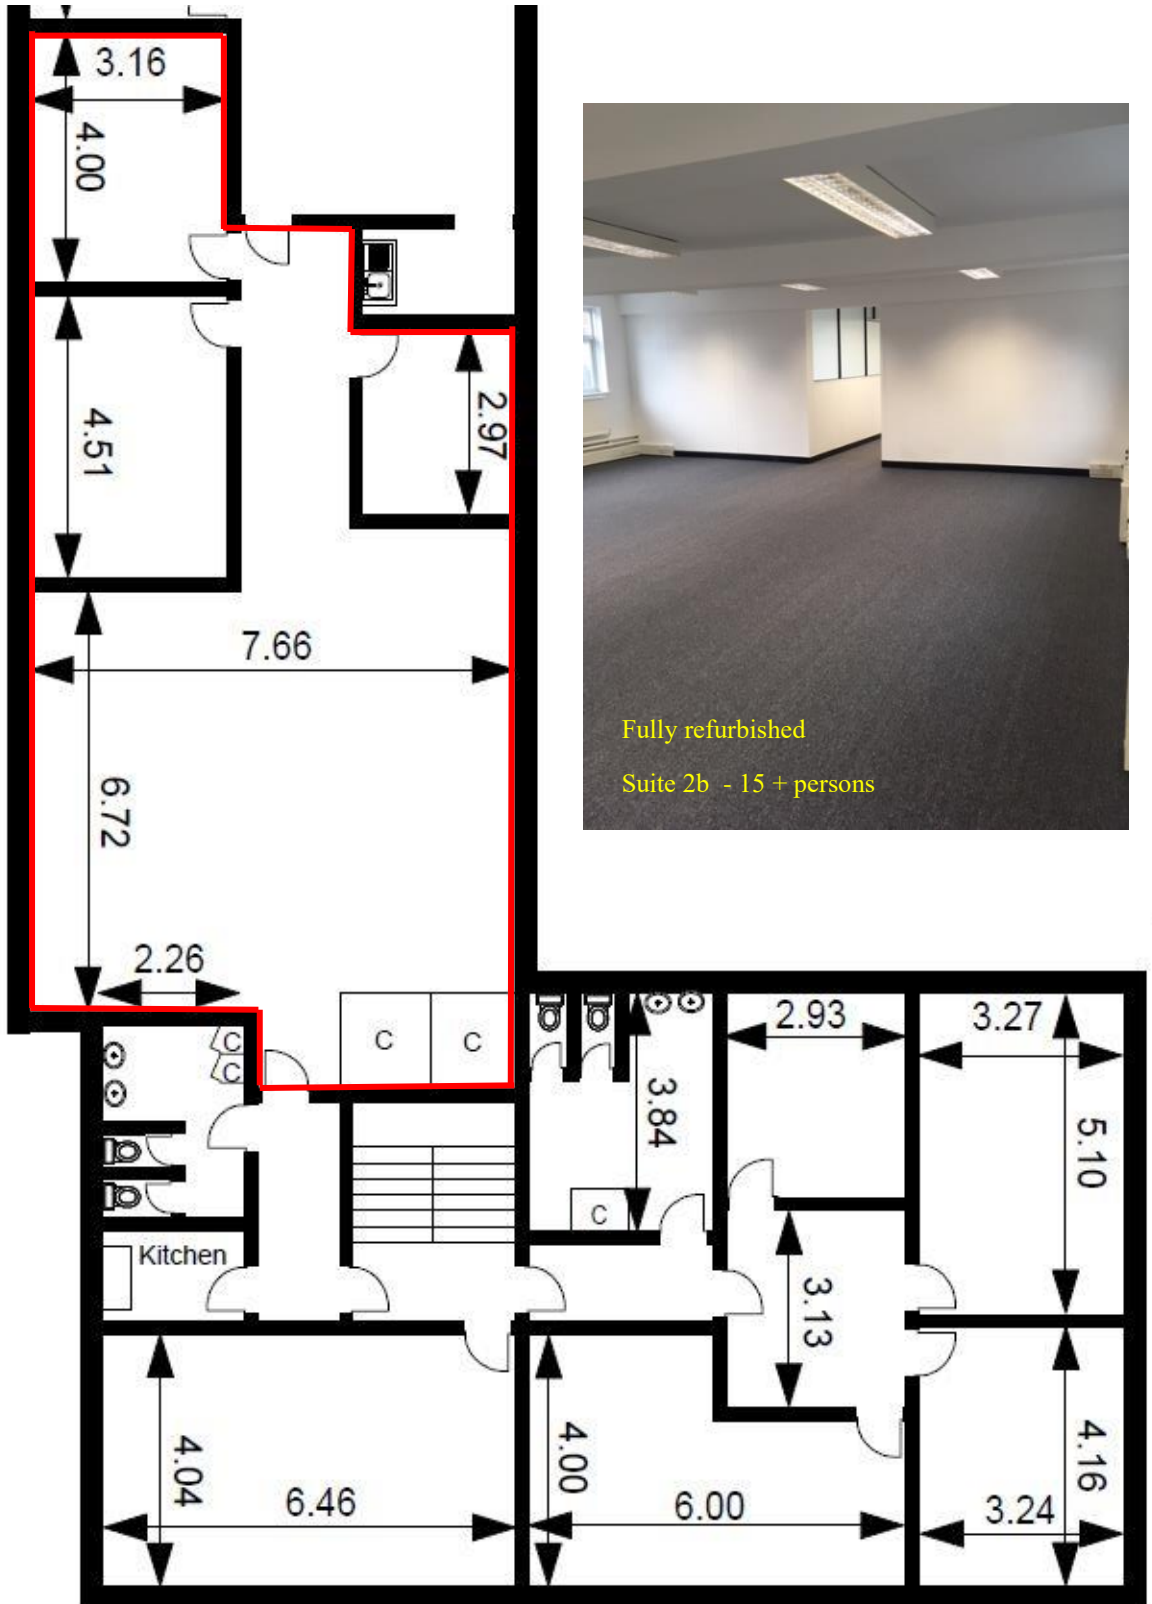 3.16
4.00
4.51
2.97
7.66
6.72
2.26
C
C
C
C
Kitchen
3.84
C
2.93
3.27
5.10
3.13
4.04
6.46
4.00
6.00
4.16
3.24
Fully refurbished
Suite 2b - 15 + persons